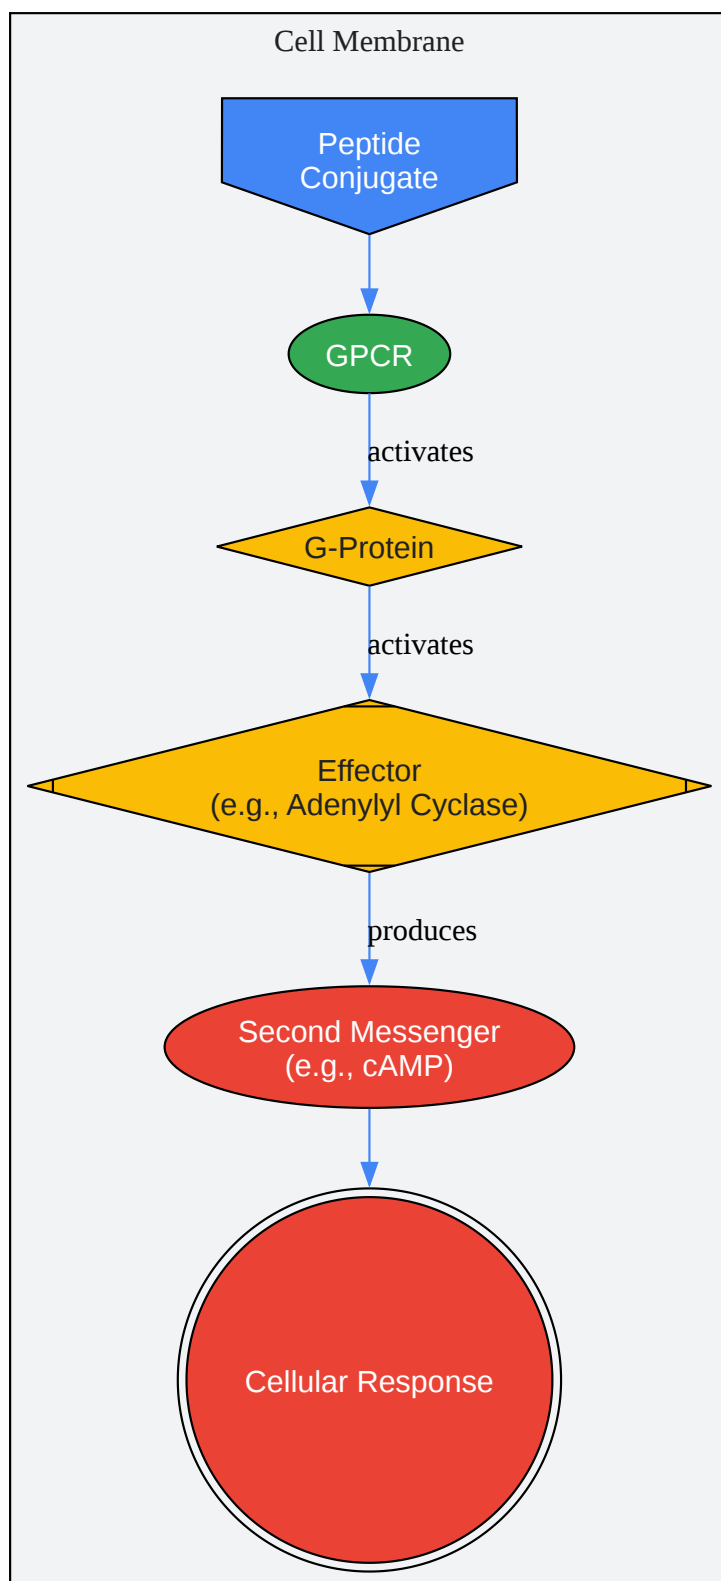 Cell Membrane
Peptide
Conjugate
GPCR
activates
G-Protein
activates
Effector
(e.g., Adenylyl Cyclase)
produces
Second Messenger
(e.g., cAMP)
Cellular Response